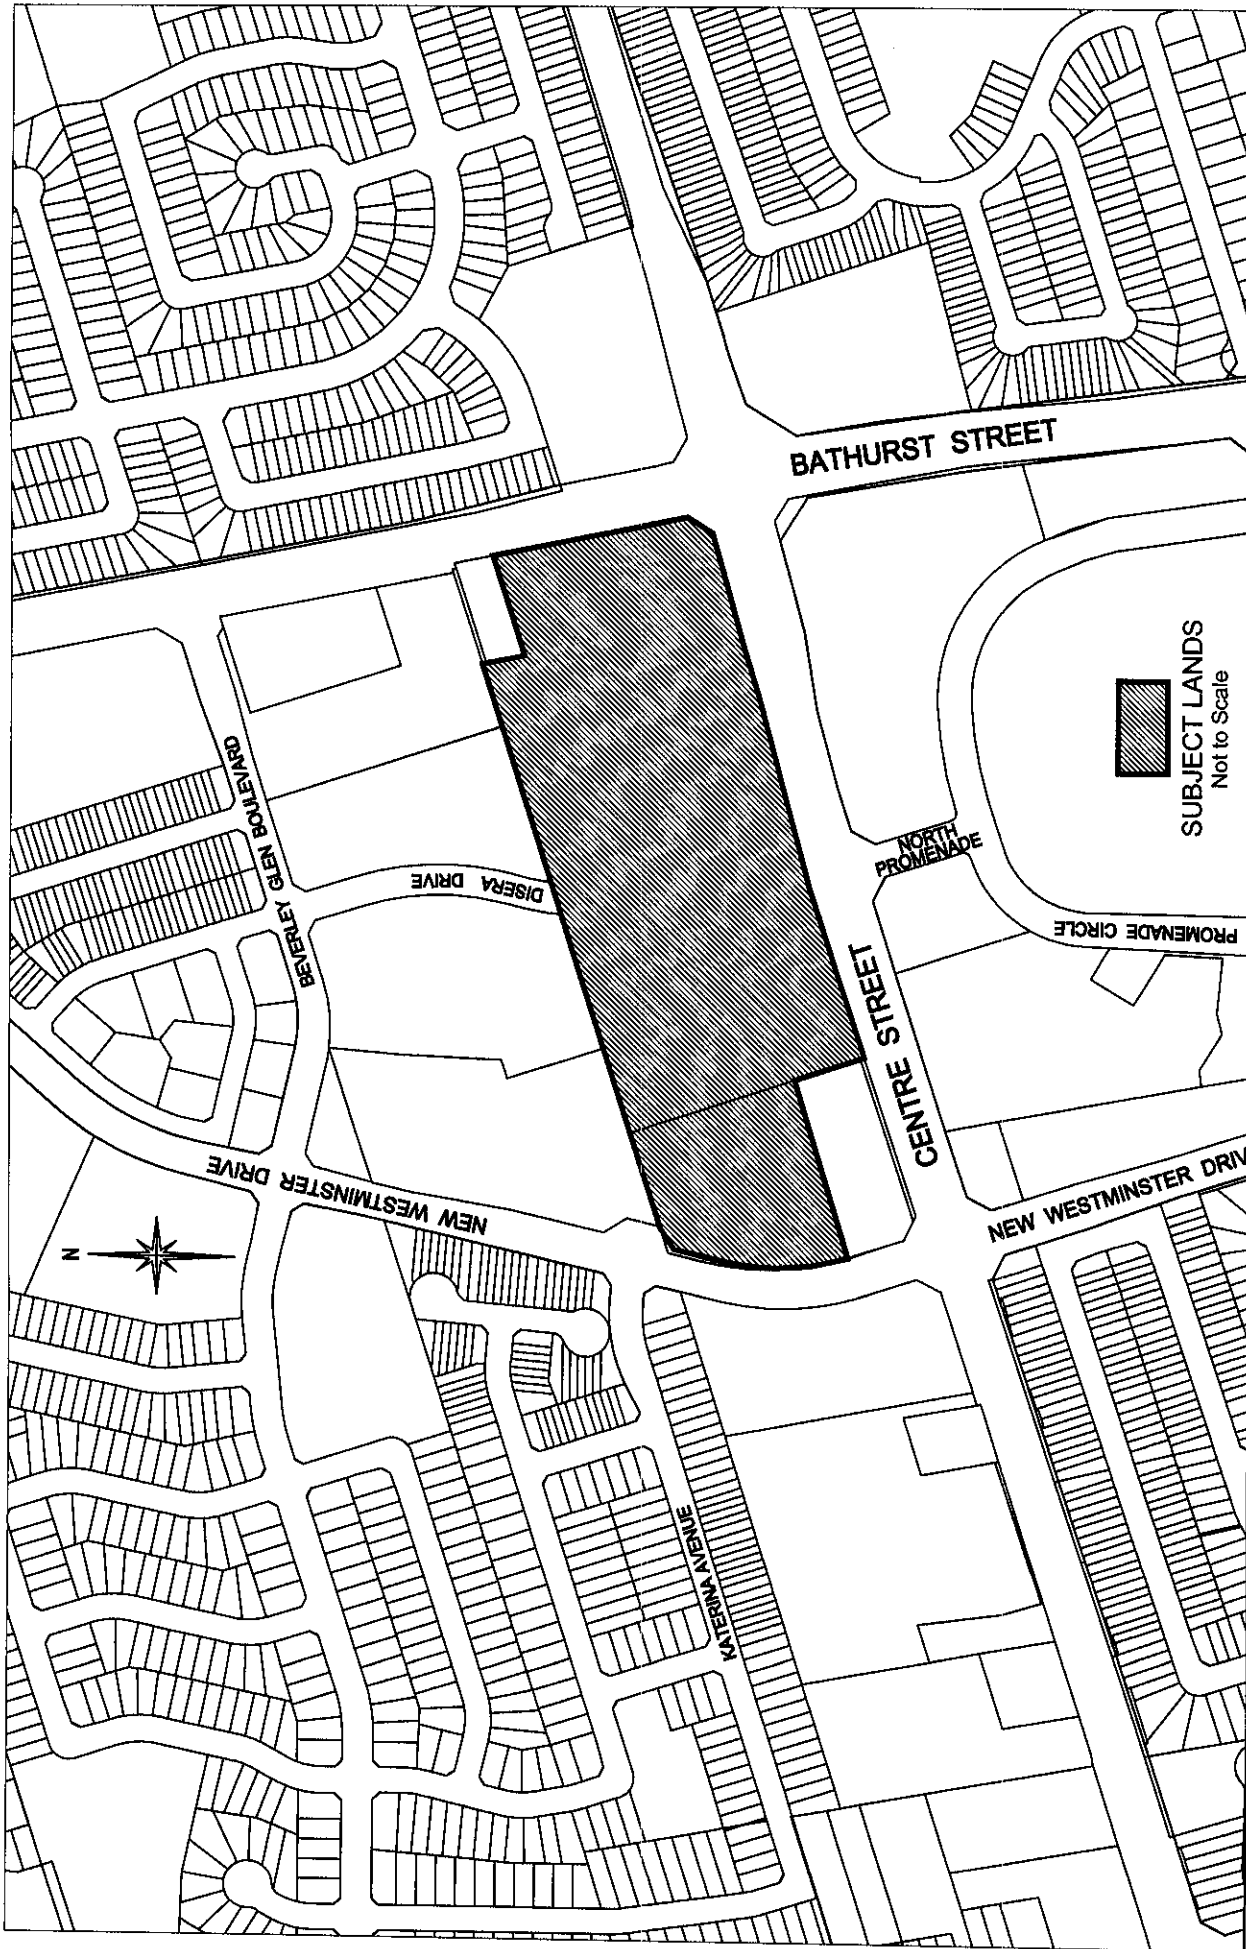 BATHURST STREET
BEVERLEY GLEN BOULEVARD
DISERA DRIVE
NORTH
PROMENADE
PROMENADE CIRCLE
CENTRE STREET
NEW WESTMINSTER DRIVE
N
NEW WESTMINSTER DRIV
KATERINA AVENUE
SUBJECT LANDS
Not to Scale